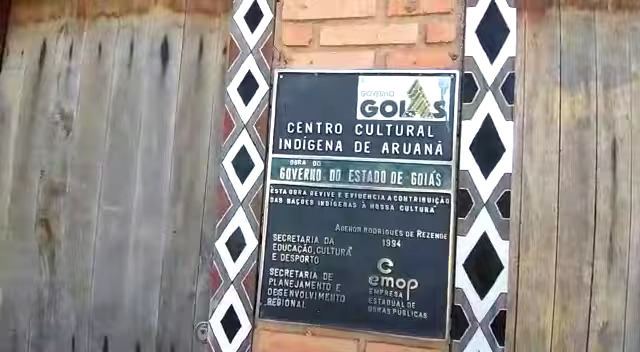 GOVERNO
GOIÁS
CENTRO CULTURAL
INDÍGENA DE ARUANÃ
OBRA DO
GOVERNO DO ESTADO DE GOIÁS
ESTA OBRA REVIVE E EVIDENCIA A CONTRIBUIÇÃO
DAS NAÇÕES INDÍGENAS À NOSSA CULTURA
AGENOR RODRIGUES DE REZENDE
1994
SECRETARIA DA
EDUCAÇÃO, CULTURA
E DESPORTO
SECRETARIA DE
PLANEJAMENTO E
DESENVOLVIMENTO
REGIONAL
emop
EMPRESA
ESTADUAL DE
OBRAS PÚBLICAS